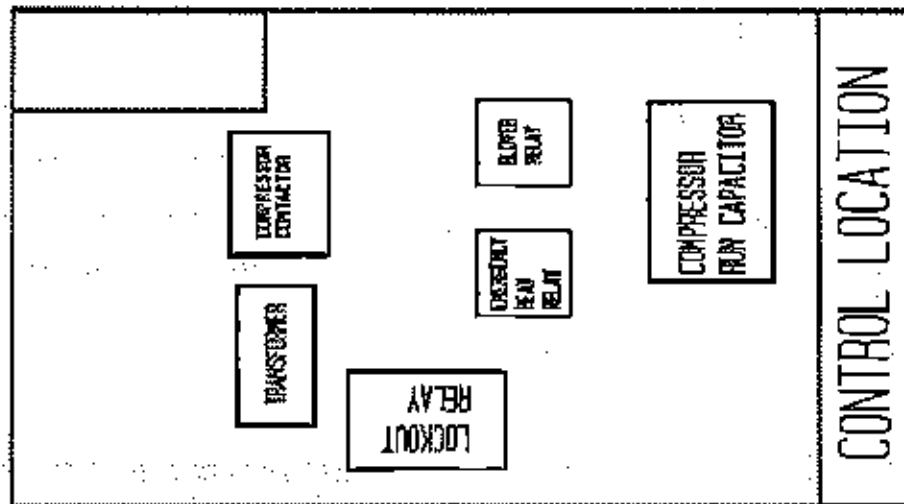 COMPRESSOR
CONTACTOR
BLOWER
RELAY
COMPRESSOR
RUN CAPACITOR
TRANSFORMER
EMERGENCY
HEAT
RELAY
LOCKOUT
RELAY
CONTROL LOCATION